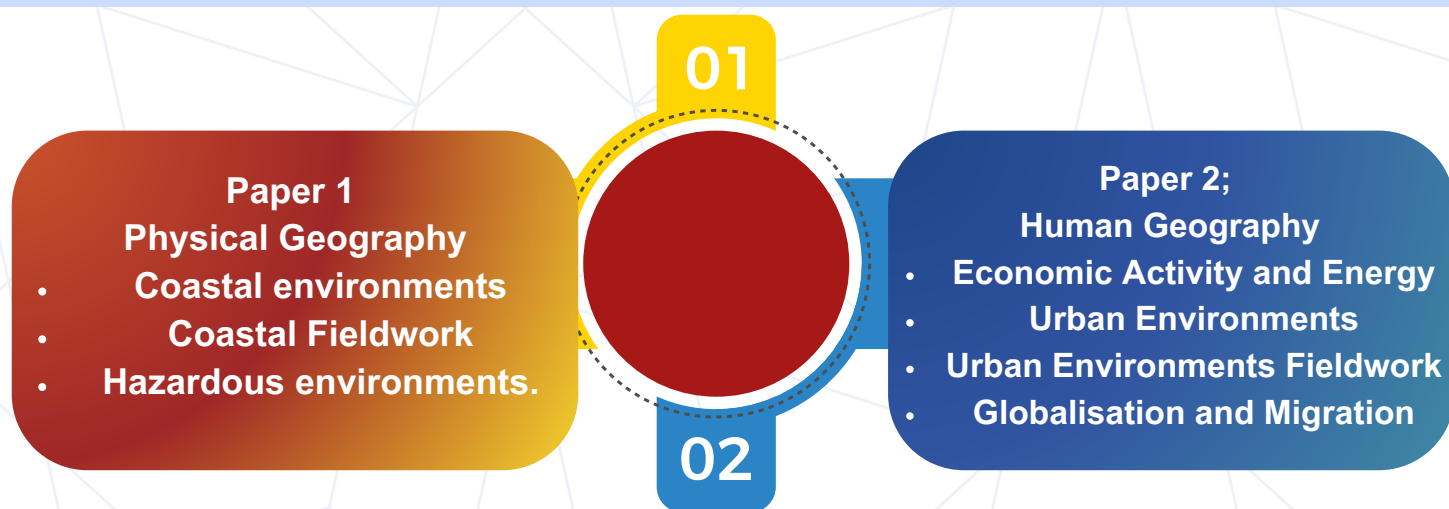 01
Paper 1
Physical Geography
• Coastal environments
• Coastal Fieldwork
• Hazardous environments.
Paper 2;
Human Geography
• Economic Activity and Energy
• Urban Environments
• Urban Environments Fieldwork
• Globalisation and Migration
02